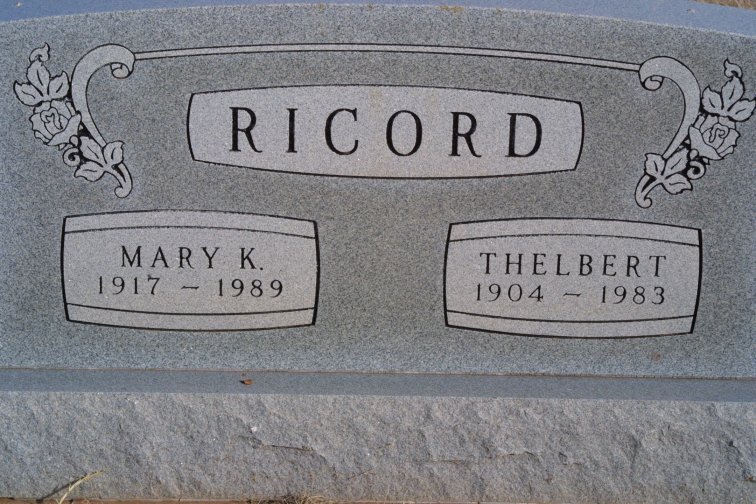 RICORD
MARY K.
1917 – 1989
THELBERT
1904 – 1983